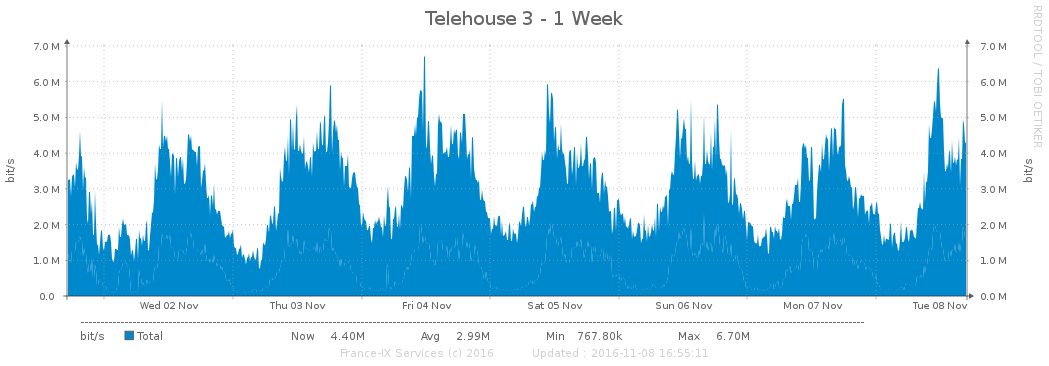 Telehouse 3 - 1 Week
RRDTOOL / TOBI OETIKER
bit/s
7.0 M
6.0 M
5.0 M
4.0 M
3.0 M
2.0 M
1.0 M
0.0
7.0 M
6.0 M
5.0 M
4.0 M
3.0 M
2.0 M
1.0 M
0.0 M
bit/s
Wed 02 Nov Thu 03 Nov Fri 04 Nov Sat 05 Nov Sun 06 Nov Mon 07 Nov Tue 08 Nov
bit/s Total Now 4.40M Avg 2.99M Min 767.80k Max 6.70M
France-IX Services (c) 2016 Updated : 2016-11-08 16:55:11